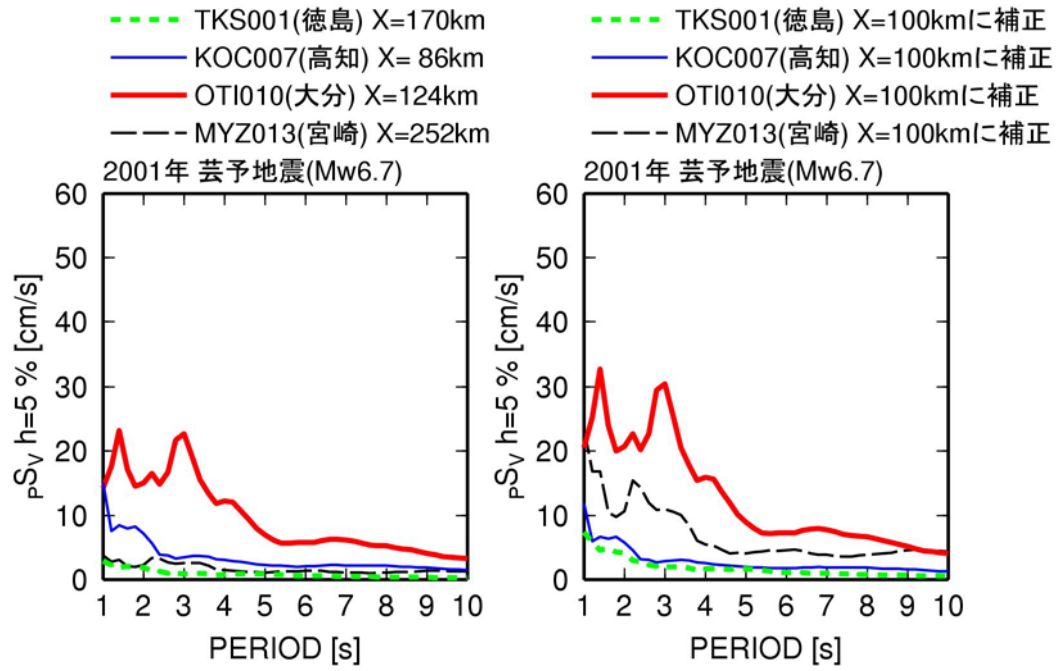 TKS001(徳島) X=170km
KOC007(高知) X= 86km
OTI010(大分) X=124km
MYZ013(宮崎) X=252km
2001年 芸予地震(Mw6.7)
60
50
40
30
20
10
0
PSV h=5 % [cm/s]
1 2 3 4 5 6 7 8 9 10
PERIOD [s]
TKS001(徳島) X=100kmに補正
KOC007(高知) X=100kmに補正
OTI010(大分) X=100kmに補正
MYZ013(宮崎) X=100kmに補正
2001年 芸予地震(Mw6.7)
60
50
40
30
20
10
0
PSV h=5 % [cm/s]
1 2 3 4 5 6 7 8 9 10
PERIOD [s]